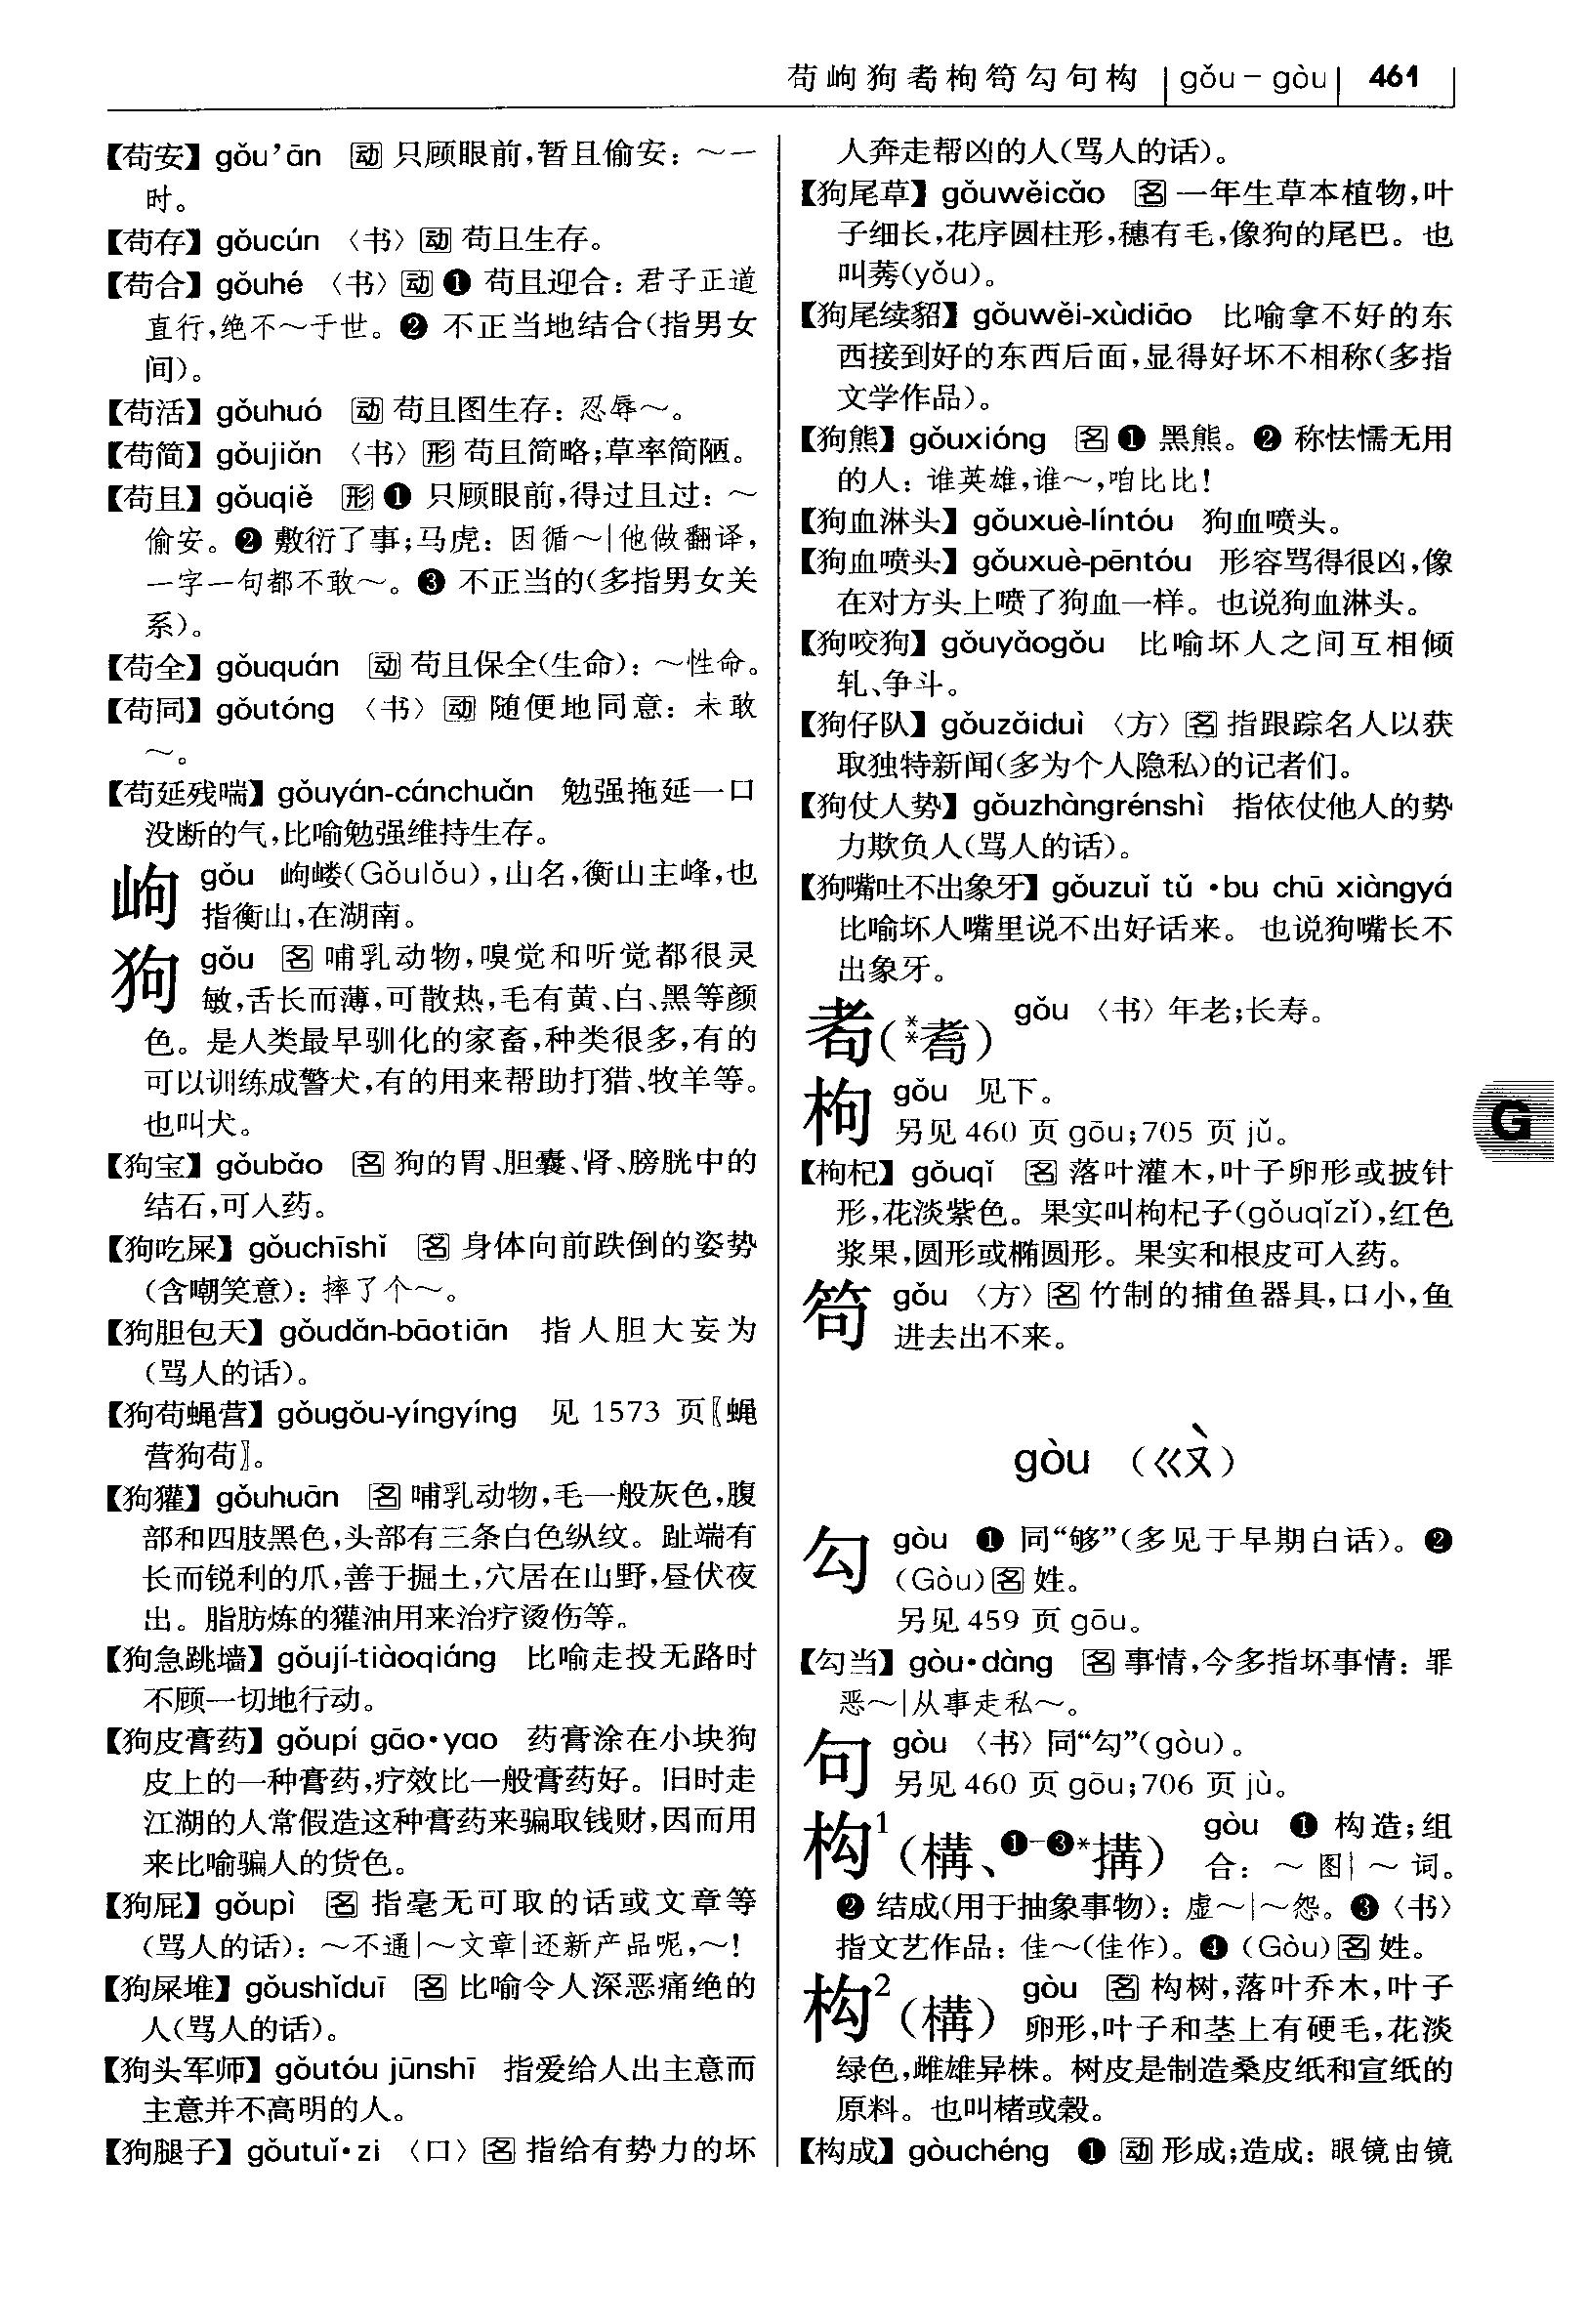 苟岣狗耇枸笱勾句构 | gǒu－gòu | 461
【苟安】gǒu’ān 动 只顾眼前，暂且偷安：～一
时。
【苟存】gǒucún 〈书〉动 苟且生存。
【苟合】gǒuhé 〈书〉动 ❶ 苟且迎合：君子正道
直行，绝不～于世。❷ 不正当地结合（指男女
间）。
【苟活】gǒuhuó 动 苟且图生存：忍辱～。
【苟简】gǒujiǎn 〈书〉形 苟且简略；草率简陋。
【苟且】gǒuqiě 形 ❶ 只顾眼前，得过且过：～
偷安。❷ 敷衍了事；马虎：因循～|他做翻译，
一字一句都不敢～。❸ 不正当的（多指男女关
系）。
【苟全】gǒuquán 动 苟且保全（生命）：～性命。
【苟同】gǒutóng 〈书〉动 随便地同意：未敢
～。
【苟延残喘】gǒuyán-cánchuǎn 勉强拖延一口
没断的气，比喻勉强维持生存。
岣 gǒu 岣嵝（Gǒulǒu），山名，衡山主峰，也
指衡山，在湖南。
狗 gǒu 名 哺乳动物，嗅觉和听觉都很灵
敏，舌长而薄，可散热，毛有黄、白、黑等颜
色。是人类最早驯化的家畜，种类很多，有的
可以训练成警犬，有的用来帮助打猎、牧羊等。
也叫犬。
【狗宝】gǒubǎo 名 狗的胃、胆囊、肾、膀胱中的
结石，可入药。
【狗吃屎】gǒuchīshǐ 名 身体向前跌倒的姿势
（含嘲笑意）：摔了个～。
【狗胆包天】gǒudǎn-bāotiān 指人胆大妄为
（骂人的话）。
【狗苟蝇营】gǒugǒu-yíngyíng 见 1573 页〖蝇
营狗苟〗。
【狗獾】gǒuhuān 名 哺乳动物，毛一般灰色，腹
部和四肢黑色，头部有三条白色纵纹。趾端有
长而锐利的爪，善于掘土，穴居在山野，昼伏夜
出。脂肪炼的獾油用来治疗烫伤等。
【狗急跳墙】gǒují-tiàoqiáng 比喻走投无路时
不顾一切地行动。
【狗皮膏药】gǒupí gāo·yao 药膏涂在小块狗
皮上的一种膏药，疗效比一般膏药好。旧时走
江湖的人常假造这种膏药来骗取钱财，因而用
来比喻骗人的货色。
【狗屁】gǒupì 名 指毫无可取的话或文章等
（骂人的话）：～不通|～文章|还新产品呢，～！
【狗屎堆】gǒushǐduī 名 比喻令人深恶痛绝的
人（骂人的话）。
【狗头军师】gǒutóu jūnshī 指爱给人出主意而
主意并不高明的人。
【狗腿子】gǒutuǐ·zi 〈口〉名 指给有势力的坏
人奔走帮凶的人（骂人的话）。
【狗尾草】gǒuwěicǎo 名 一年生草本植物，叶
子细长，花序圆柱形，穗有毛，像狗的尾巴。也
叫莠（yǒu）。
【狗尾续貂】gǒuwěi-xùdiāo 比喻拿不好的东
西接到好的东西后面，显得好坏不相称（多指
文学作品）。
【狗熊】gǒuxióng 名 ❶ 黑熊。❷ 称怯懦无用
的人：谁英雄，谁～，咱比比！
【狗血淋头】gǒuxuè-líntóu 狗血喷头。
【狗血喷头】gǒuxuè-pēntóu 形容骂得很凶，像
在对方头上喷了狗血一样。也说狗血淋头。
【狗咬狗】gǒuyǎogǒu 比喻坏人之间互相倾
轧、争斗。
【狗仔队】gǒuzǎiduì 〈方〉名 指跟踪名人以获
取独特新闻（多为个人隐私）的记者们。
【狗仗人势】gǒuzhàngrénshì 指依仗他人的势
力欺负人（骂人的话）。
【狗嘴吐不出象牙】gǒuzuǐ tǔ ·bu chū xiàngyá
比喻坏人嘴里说不出好话来。也说狗嘴长不
出象牙。
耇（**耉） gǒu 〈书〉年老；长寿。
枸 gǒu 见下。
另见 460 页 gōu；705 页 jǔ。
【枸杞】gǒuqǐ 名 落叶灌木，叶子卵形或披针
形，花淡紫色。果实叫枸杞子（gǒuqǐzǐ），红色
浆果，圆形或椭圆形。果实和根皮可入药。
笱 gǒu 〈方〉名 竹制的捕鱼器具，口小，鱼
进去出不来。
gòu （ㄍㄡˋ）
勾 gòu ❶ 同“够”（多见于早期白话）。❷
（Gòu）名 姓。
另见 459 页 gōu。
【勾当】gòu·dàng 名 事情，今多指坏事情：罪
恶～|从事走私～。
句 gòu 〈书〉同“勾”（gòu）。
另见 460 页 gōu；706 页 jù。
构¹（構、❶-❸*搆） gòu ❶ 构造；组
合：～图|～词。
❷ 结成（用于抽象事物）：虚～|～怨。❸〈书〉
指文艺作品：佳～（佳作）。❹（Gòu）名 姓。
构²（構） gòu 名 构树，落叶乔木，叶子
卵形，叶子和茎上有硬毛，花淡
绿色，雌雄异株。树皮是制造桑皮纸和宣纸的
原料。也叫楮或榖。
【构成】gòuchéng ❶ 动 形成；造成：眼镜由镜
G